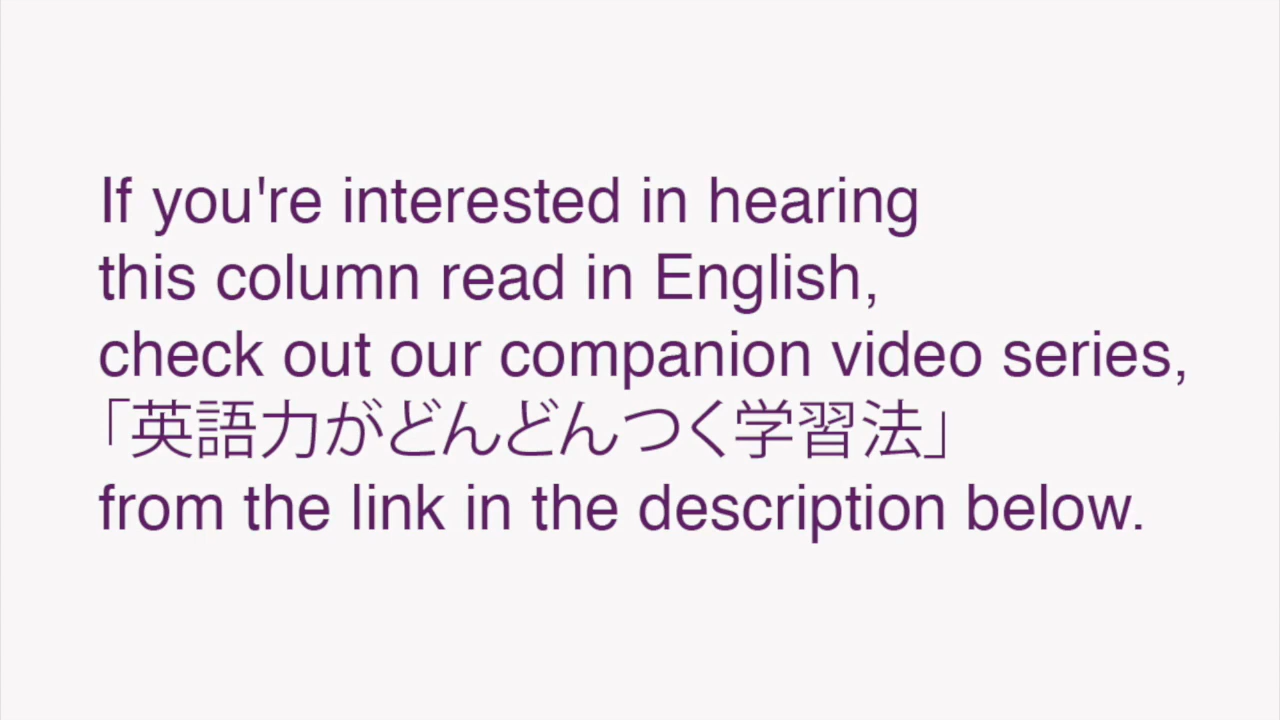 If you're interested in hearing
this column read in English,
check out our companion video series,
「英語力がどんどんつく学習法」
from the link in the description below.